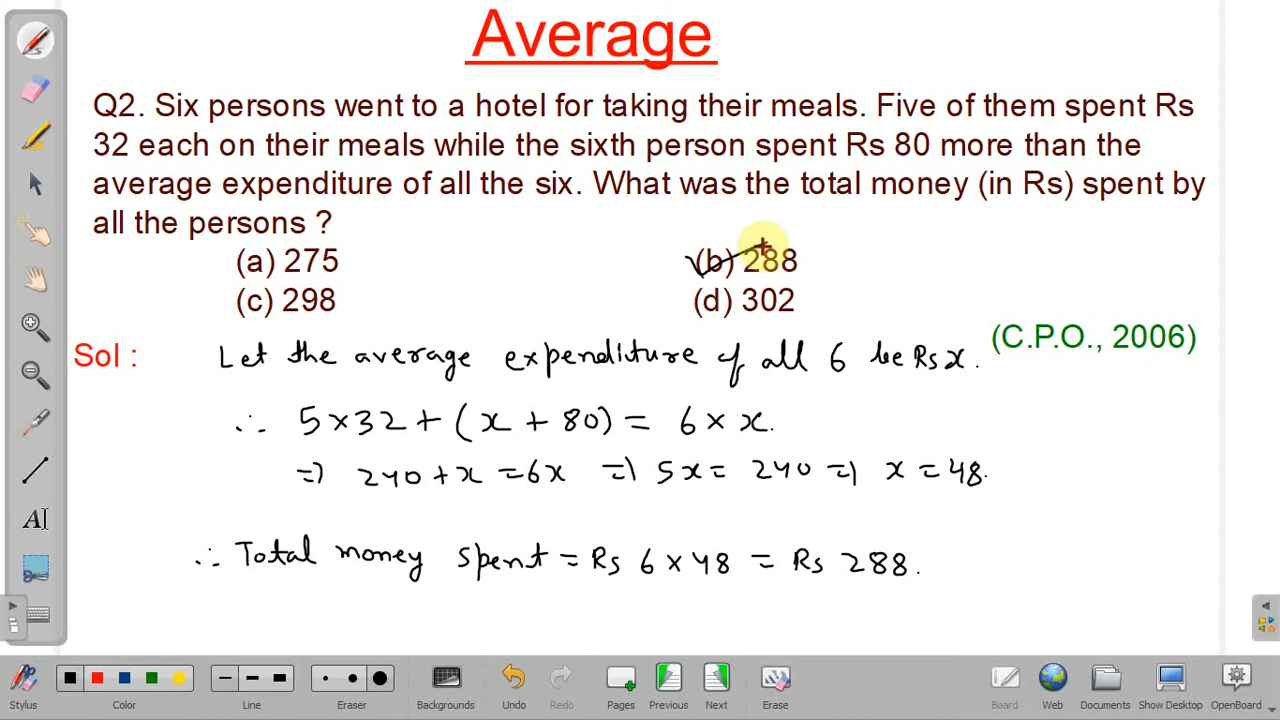 Average
Q2. Six persons went to a hotel for taking their meals. Five of them spent Rs
32 each on their meals while the sixth person spent Rs 80 more than the
average expenditure of all the six. What was the total money (in Rs) spent by
all the persons ?
(a) 275 (b) 288
(c) 298 (d) 302
(C.P.O., 2006)
Sol : Let the average expenditure of all 6 be Rs x.
∴ 5 × 32 + (x + 80) = 6 × x.
⇒ 240 + x = 6x ⇒ 5x = 240 ⇒ x = 48.
∴ Total money spent = Rs 6 × 48 = Rs 288.
Stylus Color Line Eraser Backgrounds Undo Redo Pages Previous Next Erase Board Web Documents Show Desktop OpenBoard